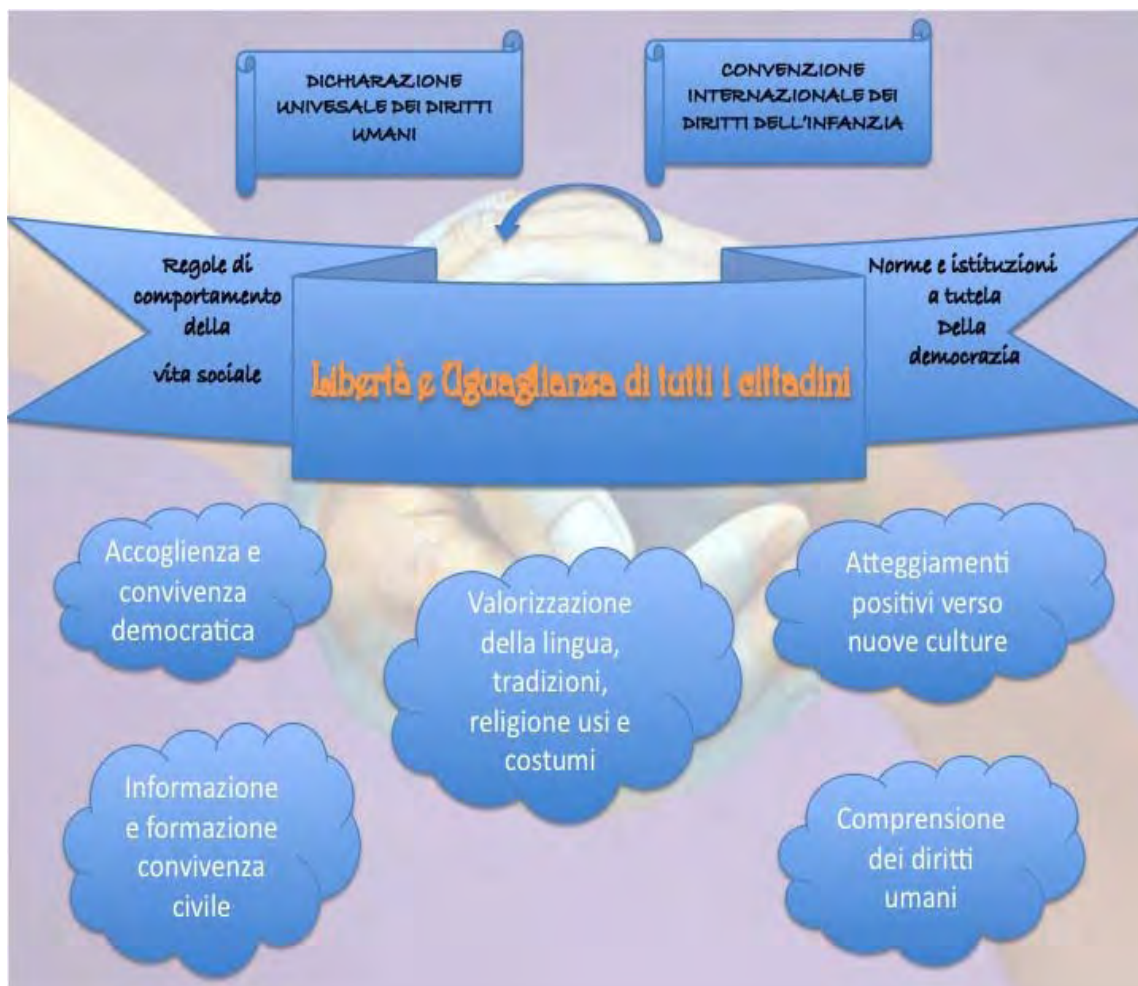 DICHIARAZIONE
UNIVESALE DEI DIRITTI
UMANI
CONVENZIONE
INTERNAZIONALE DEI
DIRITTI DELL'INFANZIA
Regole di
comportamento
della
vita sociale
Libertà e Uguaglianza di tutti i cittadini
Norme e istituzioni
a tutela
Della
democrazia
Accoglienza e
convivenza
democratica
Valorizzazione
della lingua,
tradizioni,
religione usi e
costumi
Atteggiamenti
positivi verso
nuove culture
Informazione
e formazione
convivenza
civile
Comprensione
dei diritti
umani